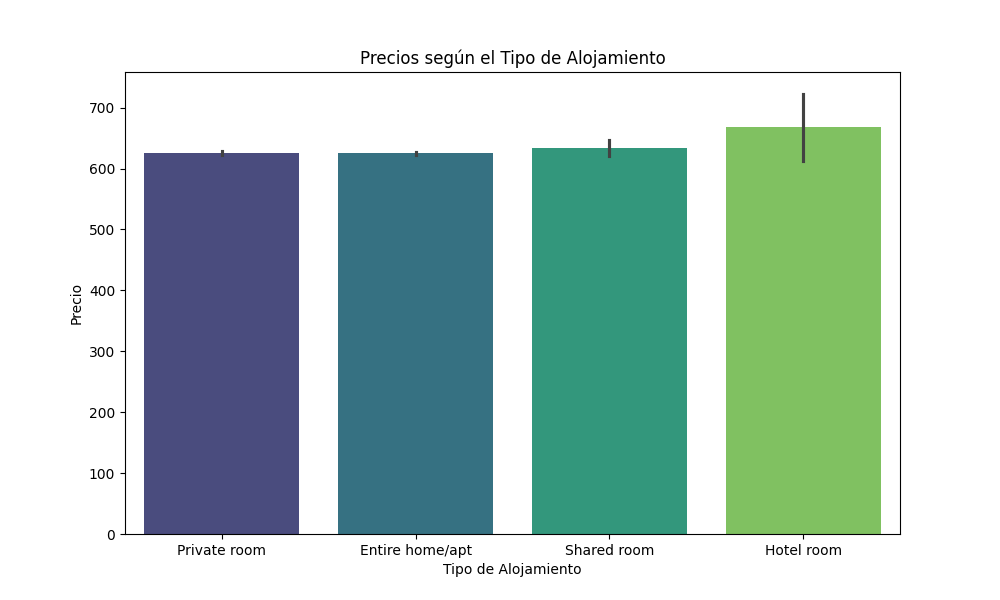 Precios según el Tipo de Alojamiento
700
600
500
400
300
200
100
0
Precio
Private room
Entire home/apt
Shared room
Hotel room
Tipo de Alojamiento